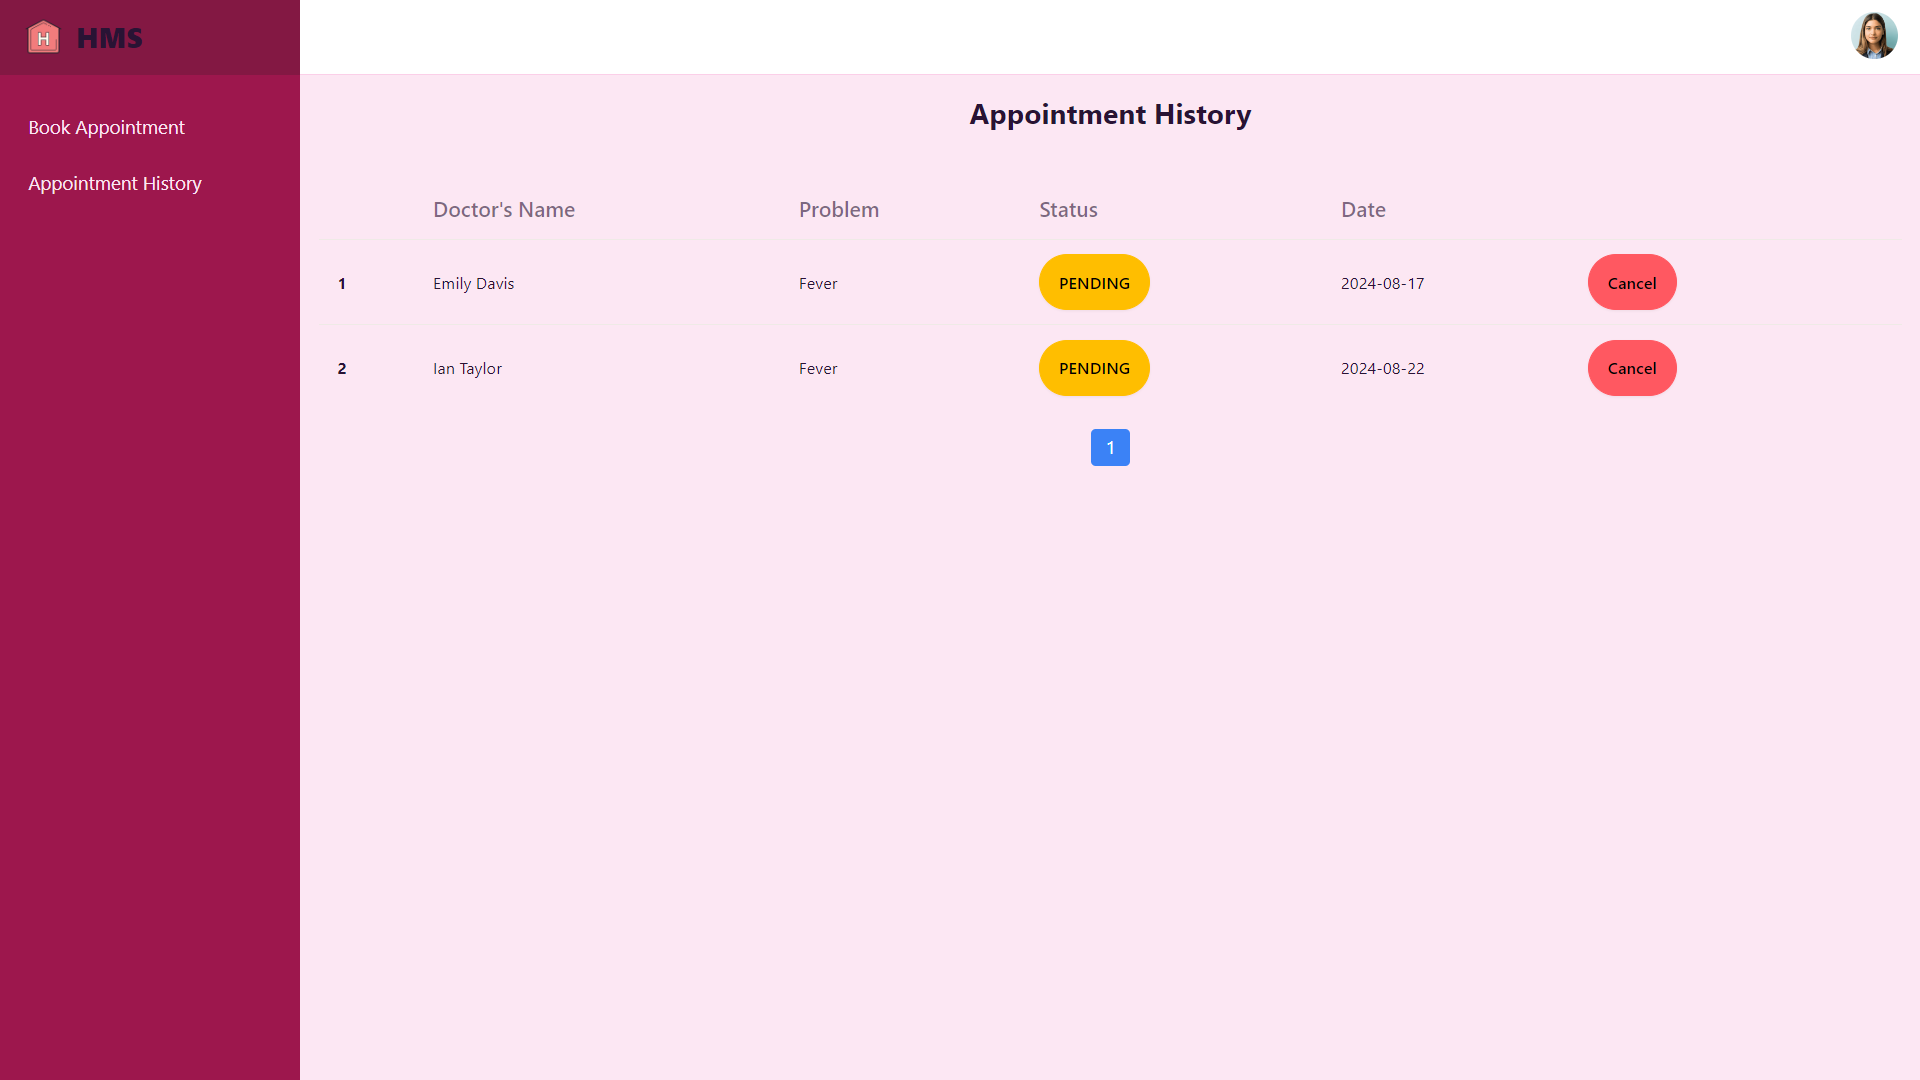 H HMS
Book Appointment
Appointment History
Appointment History
Doctor's Name Problem Status Date
1 Emily Davis Fever PENDING 2024-08-17 Cancel
2 Ian Taylor Fever PENDING 2024-08-22 Cancel
1